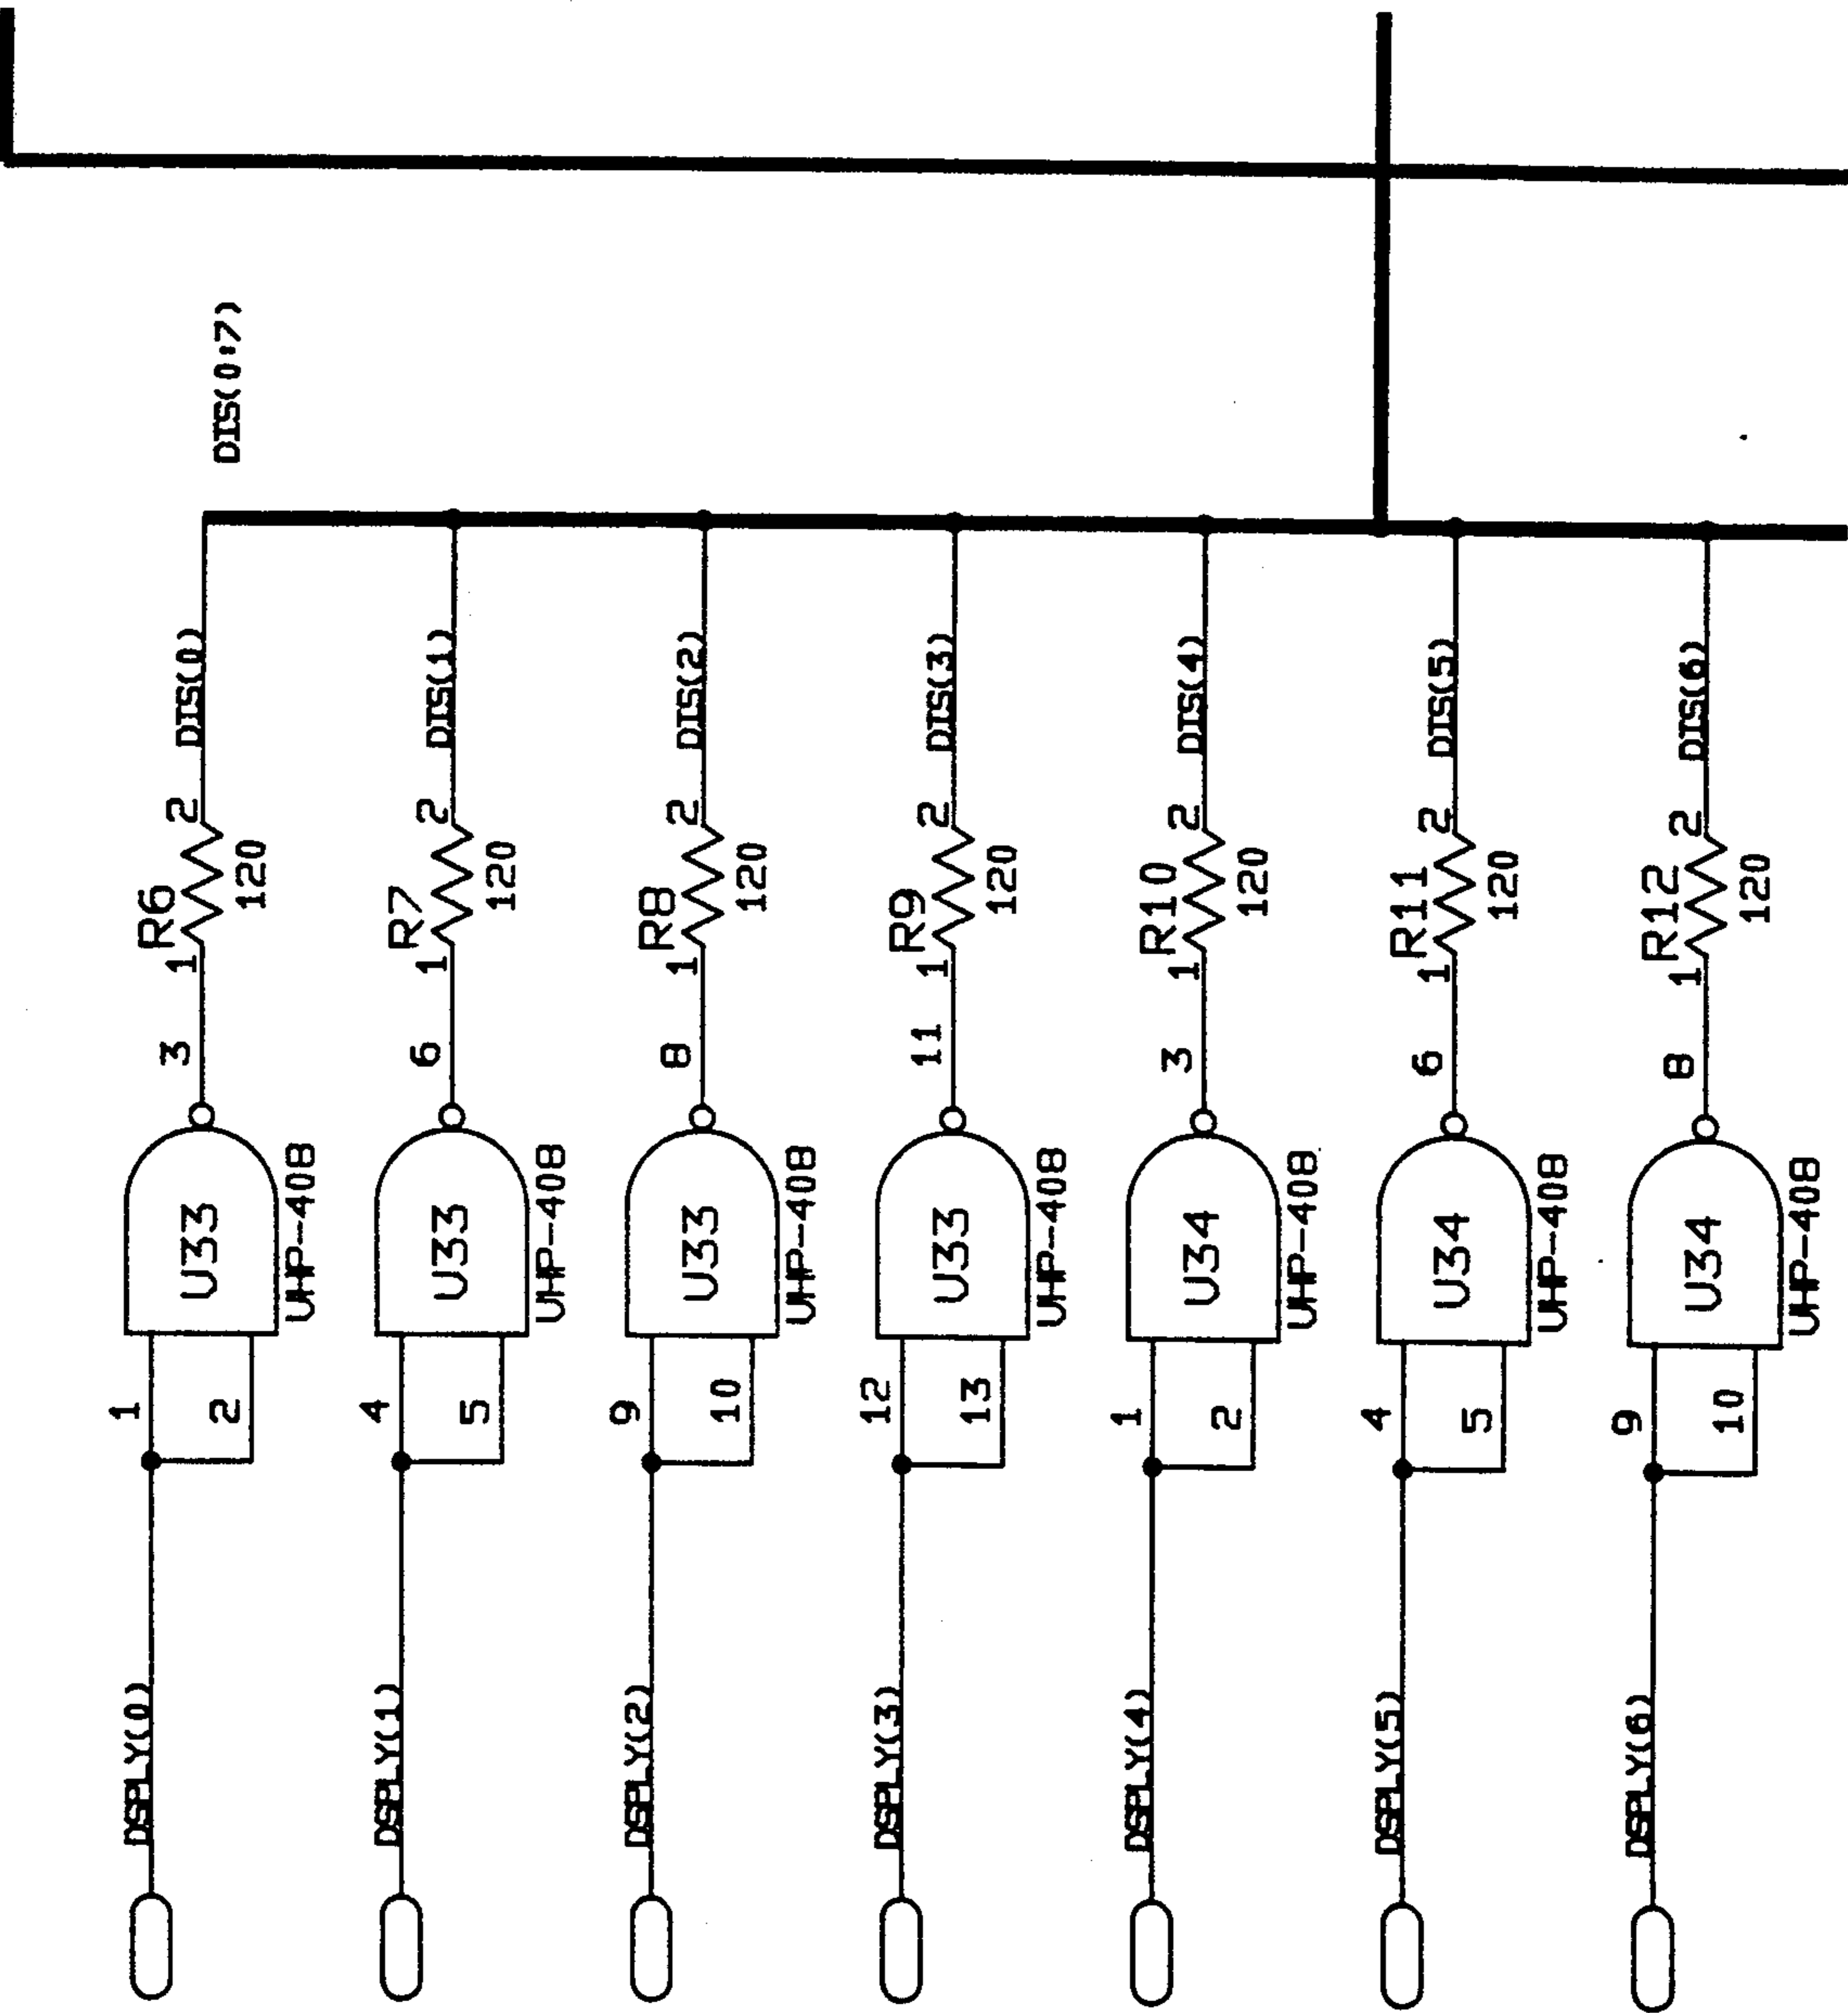 DIS(0:7)
DSPLY(0) 1 2 U33 UHP-408 3 1 R6 2 120 DIS(0)
DSPLY(1) 4 5 U33 UHP-408 6 1 R7 2 120 DIS(1)
DSPLY(2) 9 10 U33 UHP-408 8 1 R8 2 120 DIS(2)
DSPLY(3) 12 13 U33 UHP-408 11 1 R9 2 120 DIS(3)
DSPLY(4) 1 2 U34 UHP-408 3 1 R10 2 120 DIS(4)
DSPLY(5) 4 5 U34 UHP-408 6 1 R11 2 120 DIS(5)
DSPLY(6) 9 10 U34 UHP-408 8 1 R12 2 120 DIS(6)